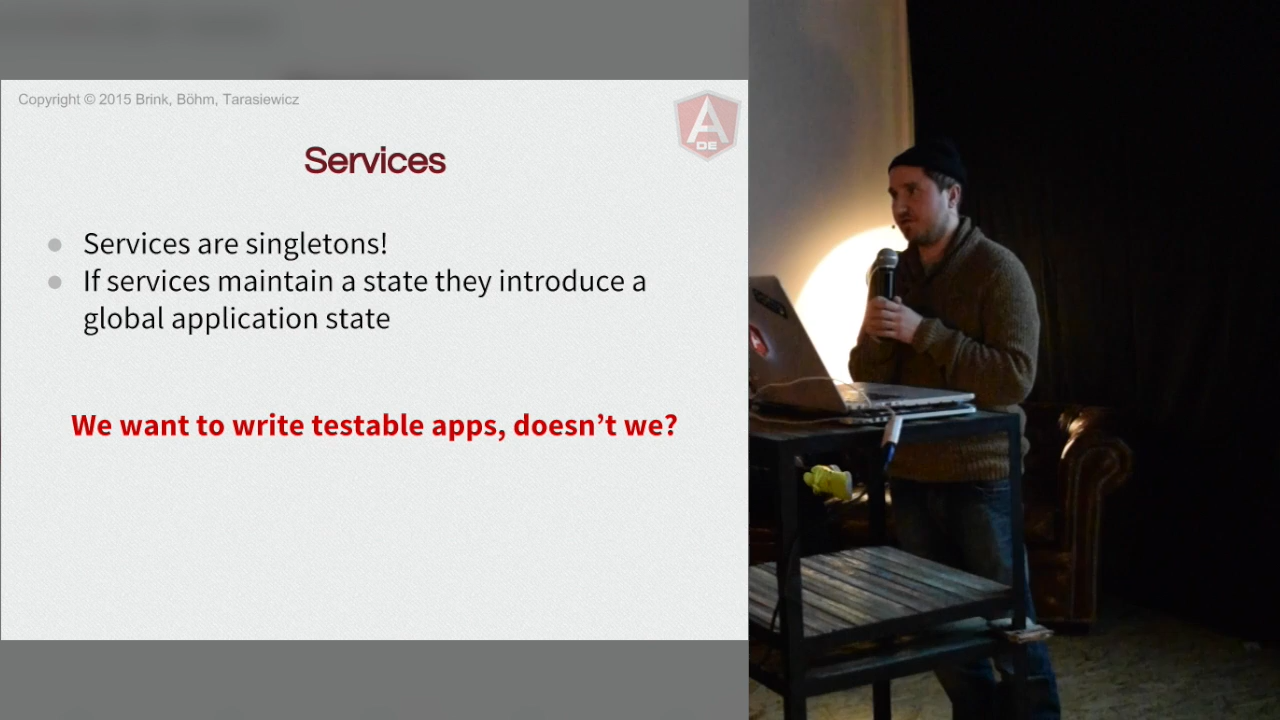 Copyright © 2015 Brink, Böhm, Tarasiewicz
A
DE
Services
Services are singletons!
If services maintain a state they introduce a
global application state
We want to write testable apps, doesn’t we?